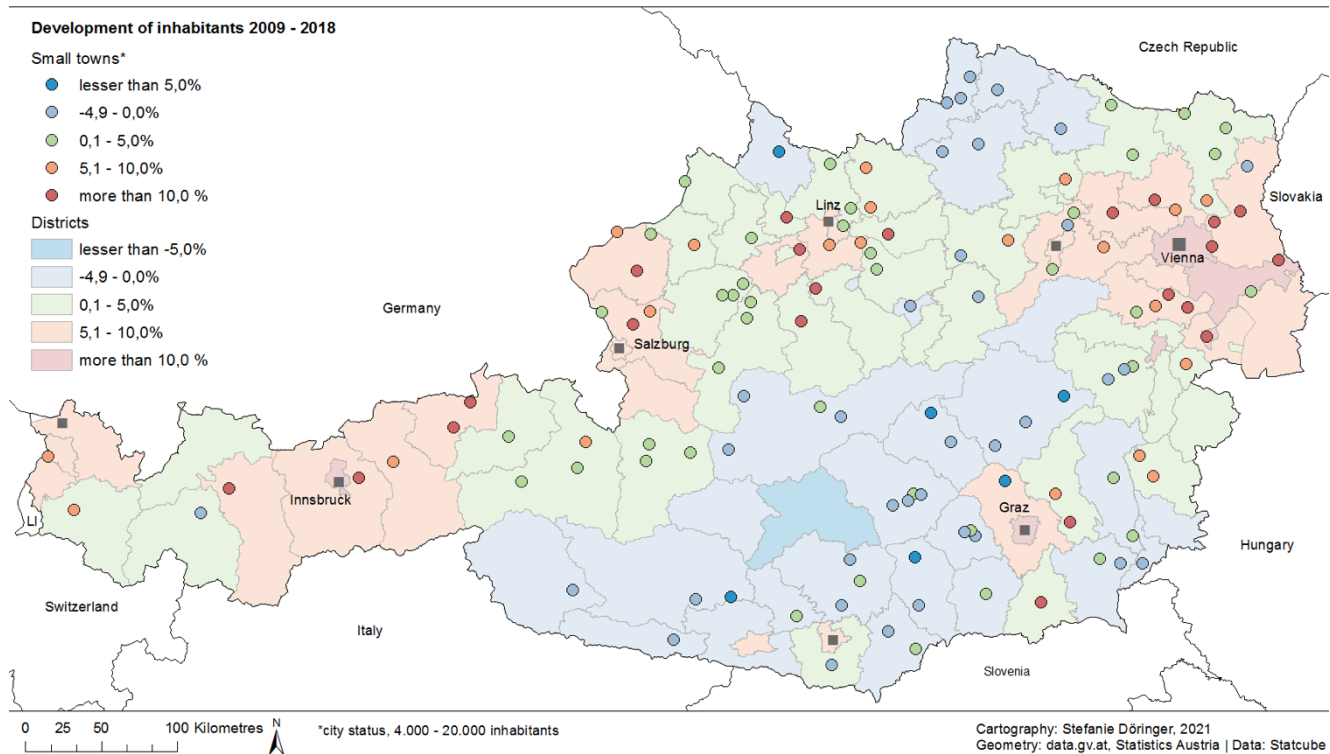 Development of inhabitants 2009 - 2018
Small towns*
lesser than 5,0%
-4,9 - 0,0%
0,1 - 5,0%
5,1 - 10,0%
more than 10,0 %
Districts
lesser than -5,0%
-4,9 - 0,0%
0,1 - 5,0%
5,1 - 10,0%
more than 10,0 %
Czech Republic
Slovakia
Linz
Vienna
Germany
Salzburg
Innsbruck
LI
Graz
Hungary
Switzerland
Italy
Slovenia
0 25 50 100 Kilometres
N
*city status, 4.000 - 20.000 inhabitants
Cartography: Stefanie Döringer, 2021
Geometry: data.gv.at, Statistics Austria | Data: Statcube